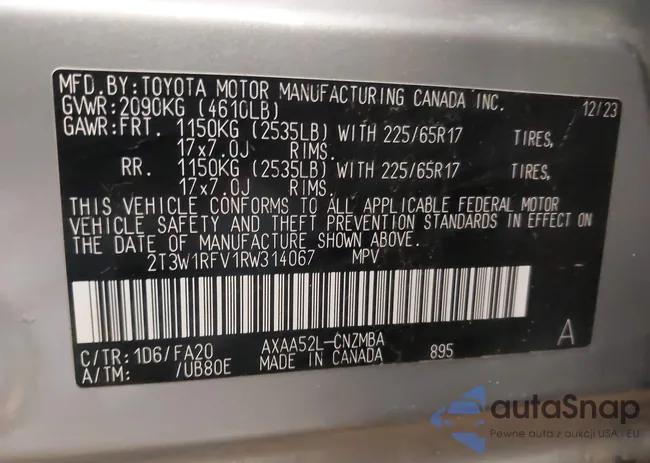 MFD.BY:TOYOTA MOTOR MANUFACTURING CANADA INC.
GVWR:2090KG (4610LB) 12/23
GAWR:FRT. 1150KG (2535LB) WITH 225/65R17 TIRES,
17x7.0J RIMS.
RR. 1150KG (2535LB) WITH 225/65R17 TIRES,
17x7.0J RIMS.
THIS VEHICLE CONFORMS TO ALL APPLICABLE FEDERAL MOTOR
VEHICLE SAFETY AND THEFT PREVENTION STANDARDS IN EFFECT ON
THE DATE OF MANUFACTURE SHOWN ABOVE.
2T3W1RFV1RW314067 MPV
C/TR:1D6/FA20 AXAA52L-CNZMBA A
A/TM: /UB80E MADE IN CANADA 895
autaSnap
Pewne auta z aukcji USA i EU